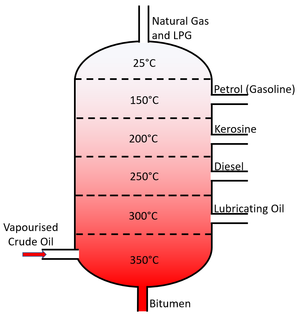 Natural Gas
and LPG
25°C
Petrol (Gasoline)
150°C
Kerosine
200°C
Diesel
250°C
Lubricating Oil
300°C
Vapourised
Crude Oil
350°C
Bitumen